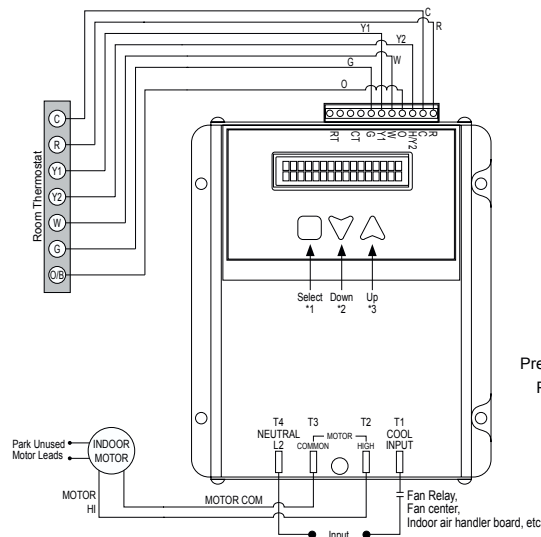 C
R
Y1
Y2
W
G
O
Room Thermostat
C
R
Y1
Y2
W
G
O/B
RT
CT
G
Y1
W
O
H/Y2
C
R
Select
*1
Down
*2
Up
*3
Pre
F
T4
NEUTRAL
L2
T3
COMMON
MOTOR
T2
HIGH
T1
COOL
INPUT
Park Unused
Motor Leads
INDOOR
MOTOR
MOTOR
HI
MOTOR COM
Fan Relay,
Fan center,
Indoor air handler board, etc
Input